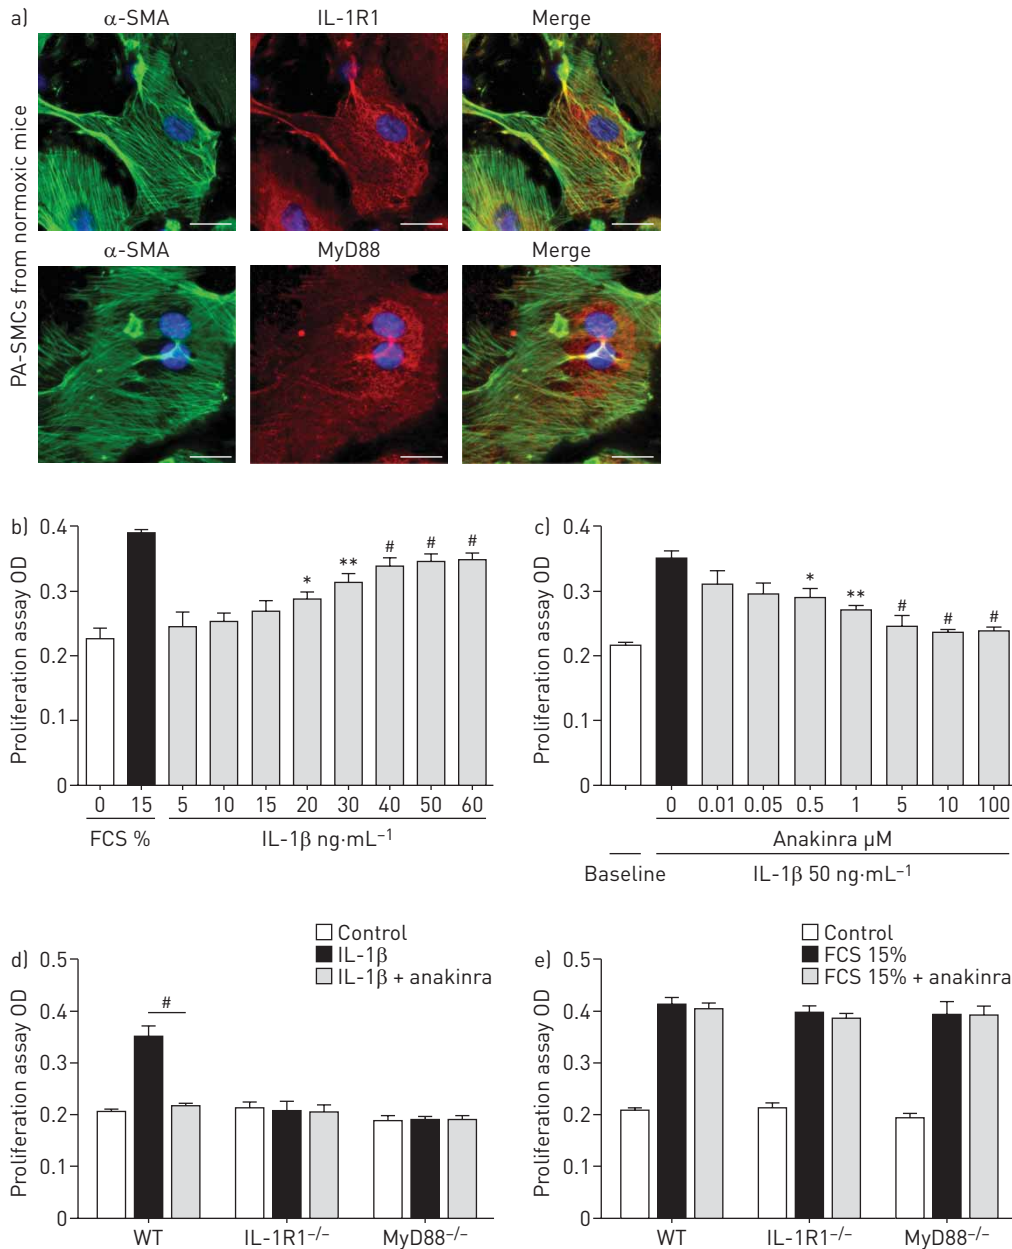 a)
α-SMA IL-1R1 Merge
PA-SMCs from normoxic mice
α-SMA MyD88 Merge
b)
Proliferation assay OD
0.4
0.3
0.2
0.1
0
* ** # # #
0 15 5 10 15 20 30 40 50 60
FCS % IL-1β ng·mL⁻¹
c)
Proliferation assay OD
0.4
0.3
0.2
0.1
0
* ** # # #
0 0.01 0.05 0.5 1 5 10 100
Anakinra µM
Baseline IL-1β 50 ng·mL⁻¹
d)
Control
IL-1β
IL-1β + anakinra
Proliferation assay OD
0.5
0.4
0.3
0.2
0.1
0
#
WT IL-1R1⁻/⁻ MyD88⁻/⁻
e)
Control
FCS 15%
FCS 15% + anakinra
Proliferation assay OD
0.5
0.4
0.3
0.2
0.1
0
WT IL-1R1⁻/⁻ MyD88⁻/⁻